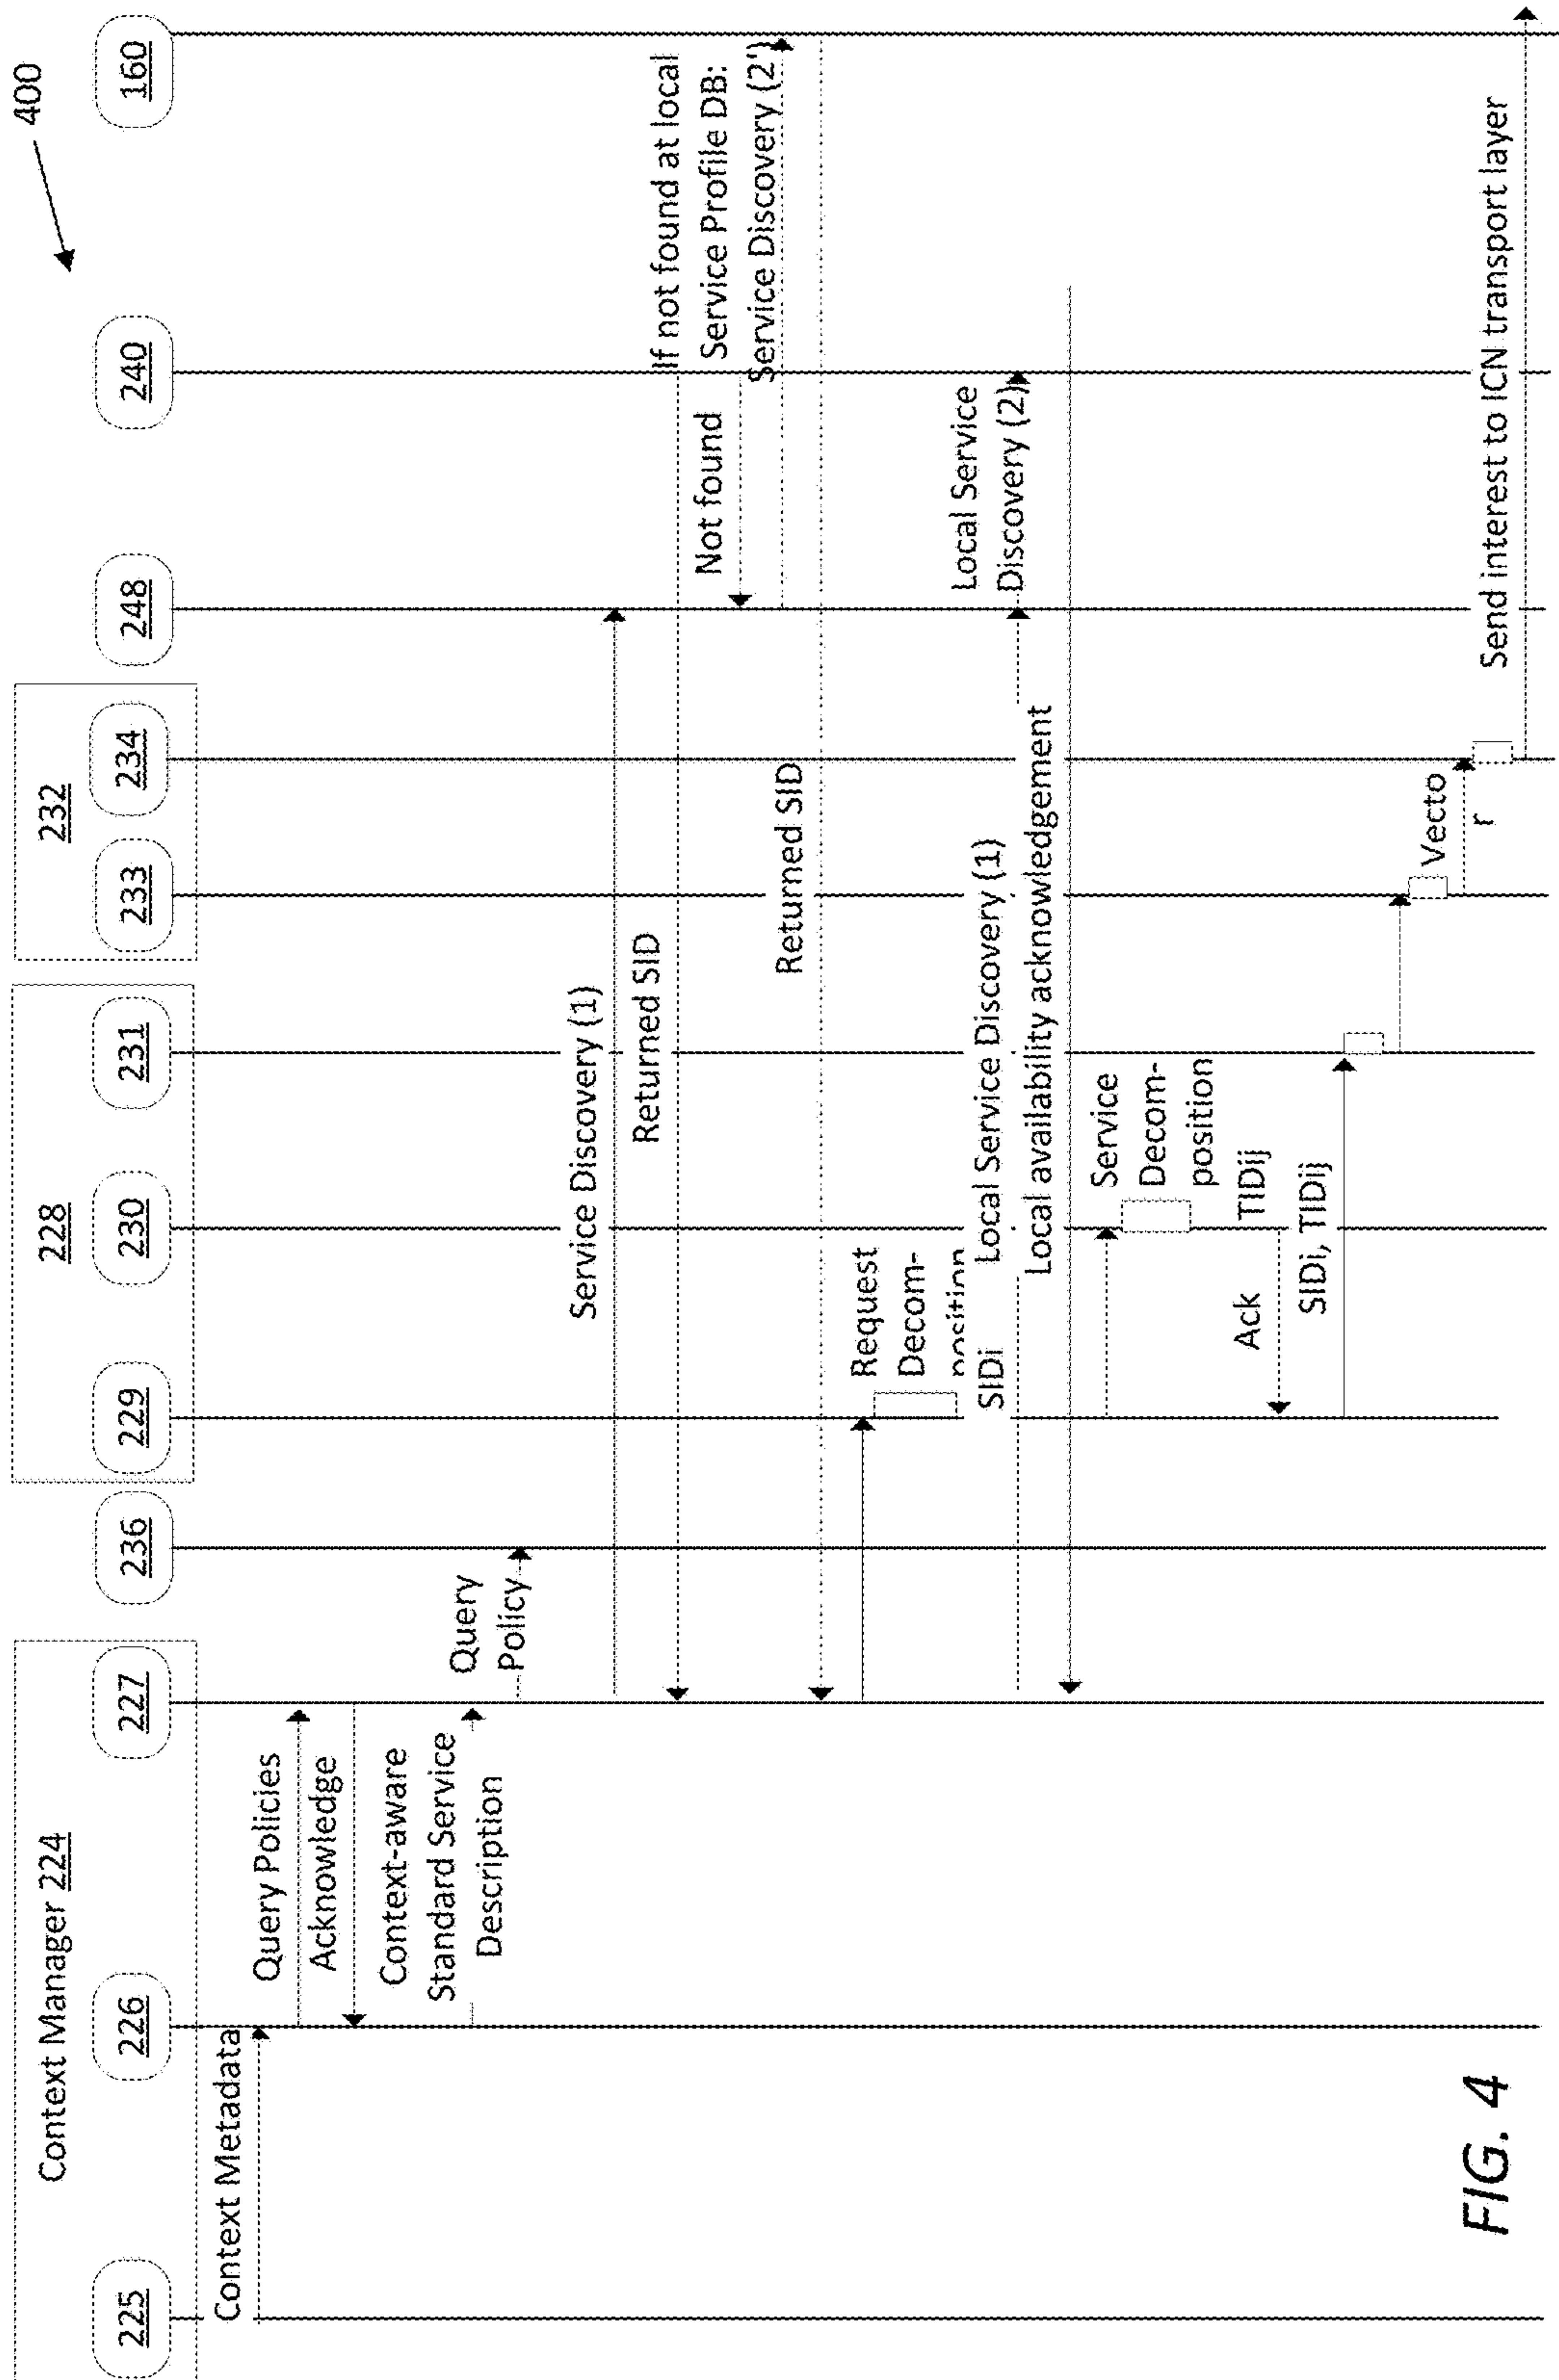 400
Context Manager 224
228
232
225
226
227
236
229
230
231
233
234
248
240
160
Context Metadata
Query Policies
Acknowledge
Context-aware
Standard Service
Description
Query
Policy
Service Discovery (1)
Returned SID
If not found at local
Service Profile DB:
Service Discovery (2')
Not found
Returned SID
Request
Decom-
position
SIDi
Local Service Discovery (1)
Local Service
Discovery (2)
Local availability acknowledgement
Service
Decom-
position
TIDij
Ack
SIDi, TIDij
Vecto
r
Send interest to ICN transport layer
FIG. 4